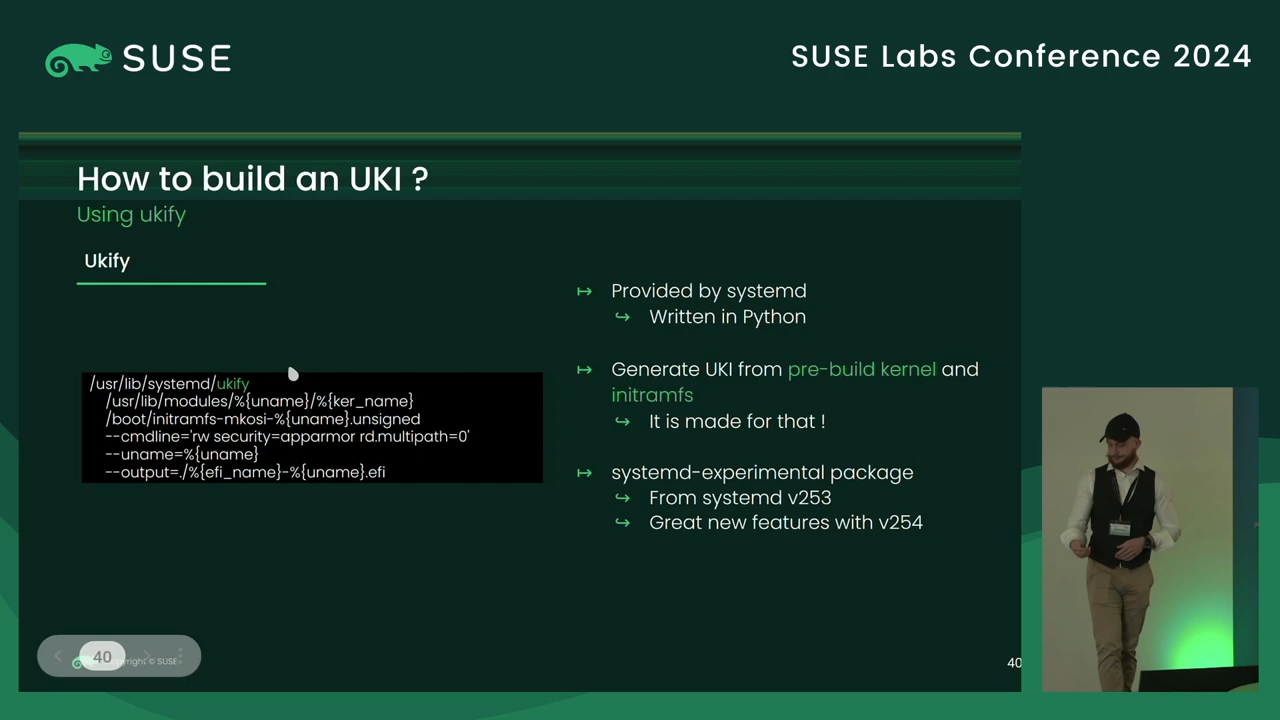 SUSE
SUSE Labs Conference 2024
How to build an UKI ?
Using ukify
Ukify
/usr/lib/systemd/ukify
/usr/lib/modules/%{uname}/%{ker_name}
/boot/initramfs-mkosi-%{uname}.unsigned
--cmdline='rw security=apparmor rd.multipath=0'
--uname=%{uname}
--output=./%{efi_name}-%{uname}.efi
↦ Provided by systemd
↪ Written in Python
↦ Generate UKI from pre-build kernel and
initramfs
↪ It is made for that !
↦ systemd-experimental package
↪ From systemd v253
↪ Great new features with v254
40
© SUSE
40